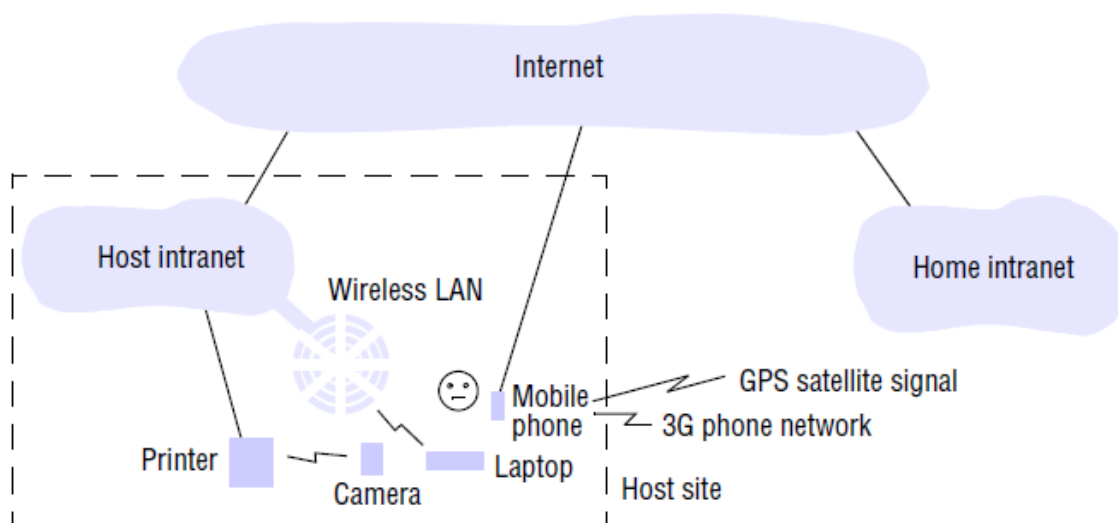 Internet
Host intranet
Wireless LAN
Home intranet
Mobile
phone
GPS satellite signal
3G phone network
Printer
Camera
Laptop
Host site